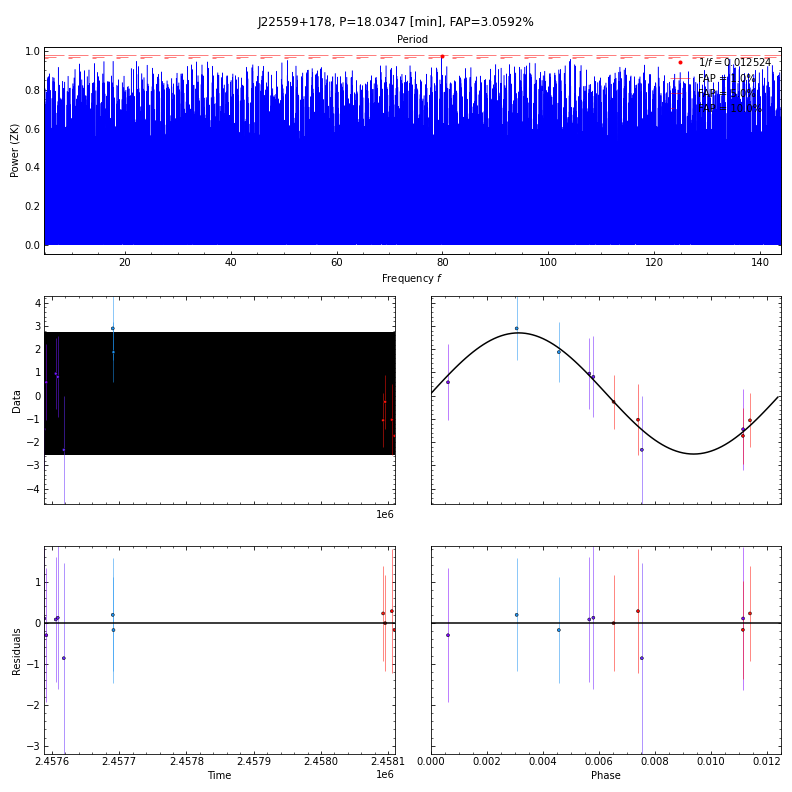 J22559+178, P=18.0347 [min], FAP=3.0592%
Period
1.0
0.8
0.6
0.4
0.2
0.0
Power (ZK)
1/f = 0.012524
FAP = 1.0%
20 40 60 80 100 120 140
Frequency f
4
3
2
1
0
−1
−2
−3
−4
Data
1e6
1
0
−1
−2
−3
Residuals
2.4576 2.4577 2.4578 2.4579 2.4580 2.4581
1e6
Time
0.000 0.002 0.004 0.006 0.008 0.010 0.012
Phase